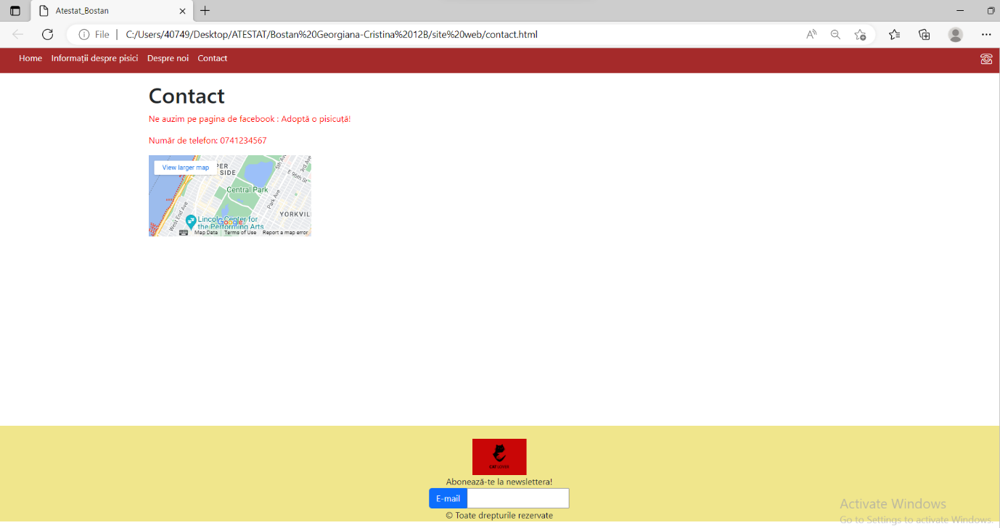 Atestat_Bostan
File | C:/Users/40749/Desktop/ATESTAT/Bostan%20Georgiana-Cristina%2012B/site%20web/contact.html
Home Informații despre pisici Despre noi Contact
Contact
Ne auzim pe pagina de facebook : Adoptă o pisicuță!
Număr de telefon: 0741234567
View larger map
PER
SIDE
5th Av
3rd Ave
E 96th St
Central Park
Park Ave
West End Ave
YORKVIL
Lincoln Center for
the Performing Arts
Google
Map Data Terms of Use Report a map error
CAT LOVER
Abonează-te la newslettera!
E-mail
© Toate drepturile rezervate
Activate Windows
Go to Settings to activate Windows.